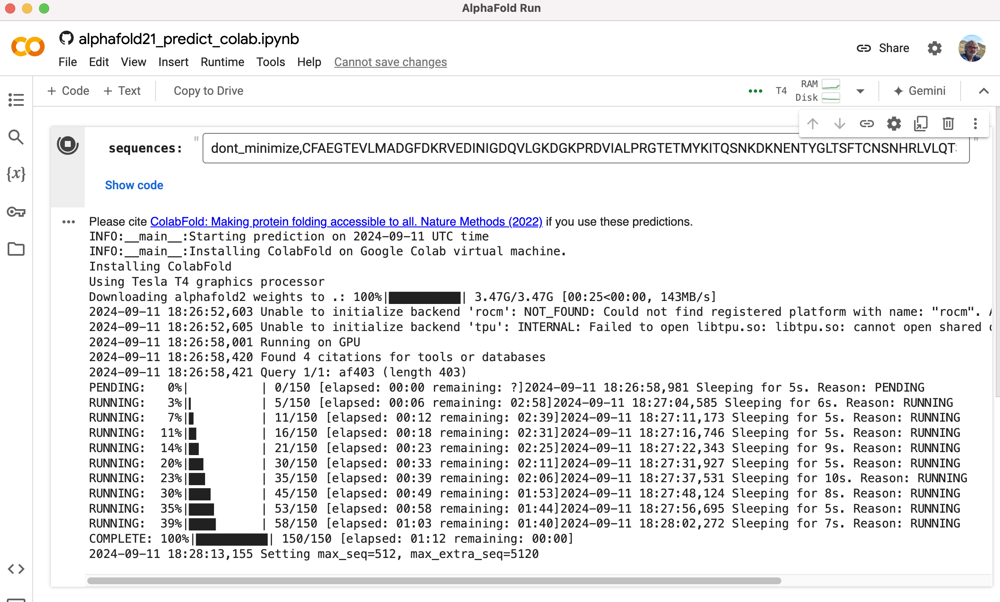 AlphaFold Run
alphafold21_predict_colab.ipynb
File Edit View Insert Runtime Tools Help Cannot save changes
Share
+ Code + Text Copy to Drive
T4 RAM Disk Gemini
sequences: " dont_minimize,CFAEGTEVLMADGFDKRVEDINIGDQVLGKDGKPRDVIALPRGTETMYKITQSNKDKNENTYGLTSFTCNSNHRLVLQT "
Show code
Please cite ColabFold: Making protein folding accessible to all. Nature Methods (2022) if you use these predictions.
INFO:__main__:Starting prediction on 2024-09-11 UTC time
INFO:__main__:Installing ColabFold on Google Colab virtual machine.
Installing ColabFold
Using Tesla T4 graphics processor
Downloading alphafold2 weights to .: 100%|██████████| 3.47G/3.47G [00:25<00:00, 143MB/s]
2024-09-11 18:26:52,603 Unable to initialize backend 'rocm': NOT_FOUND: Could not find registered platform with name: "rocm".
2024-09-11 18:26:52,605 Unable to initialize backend 'tpu': INTERNAL: Failed to open libtpu.so: libtpu.so: cannot open shared
2024-09-11 18:26:58,001 Running on GPU
2024-09-11 18:26:58,420 Found 4 citations for tools or databases
2024-09-11 18:26:58,421 Query 1/1: af403 (length 403)
PENDING:   0%|          | 0/150 [elapsed: 00:00 remaining: ?]2024-09-11 18:26:58,981 Sleeping for 5s. Reason: PENDING
RUNNING:   3%|▎         | 5/150 [elapsed: 00:06 remaining: 02:58]2024-09-11 18:27:04,585 Sleeping for 6s. Reason: RUNNING
RUNNING:   7%|▋         | 11/150 [elapsed: 00:12 remaining: 02:39]2024-09-11 18:27:11,173 Sleeping for 5s. Reason: RUNNING
RUNNING:  11%|█         | 16/150 [elapsed: 00:18 remaining: 02:31]2024-09-11 18:27:16,746 Sleeping for 5s. Reason: RUNNING
RUNNING:  14%|█▍        | 21/150 [elapsed: 00:23 remaining: 02:25]2024-09-11 18:27:22,343 Sleeping for 9s. Reason: RUNNING
RUNNING:  20%|██        | 30/150 [elapsed: 00:33 remaining: 02:11]2024-09-11 18:27:31,927 Sleeping for 5s. Reason: RUNNING
RUNNING:  23%|██▎       | 35/150 [elapsed: 00:39 remaining: 02:06]2024-09-11 18:27:37,531 Sleeping for 10s. Reason: RUNNING
RUNNING:  30%|███       | 45/150 [elapsed: 00:49 remaining: 01:53]2024-09-11 18:27:48,124 Sleeping for 8s. Reason: RUNNING
RUNNING:  35%|███▌      | 53/150 [elapsed: 00:58 remaining: 01:44]2024-09-11 18:27:56,695 Sleeping for 5s. Reason: RUNNING
RUNNING:  39%|███▊      | 58/150 [elapsed: 01:03 remaining: 01:40]2024-09-11 18:28:02,272 Sleeping for 7s. Reason: RUNNING
COMPLETE: 100%|██████████| 150/150 [elapsed: 01:12 remaining: 00:00]
2024-09-11 18:28:13,155 Setting max_seq=512, max_extra_seq=5120